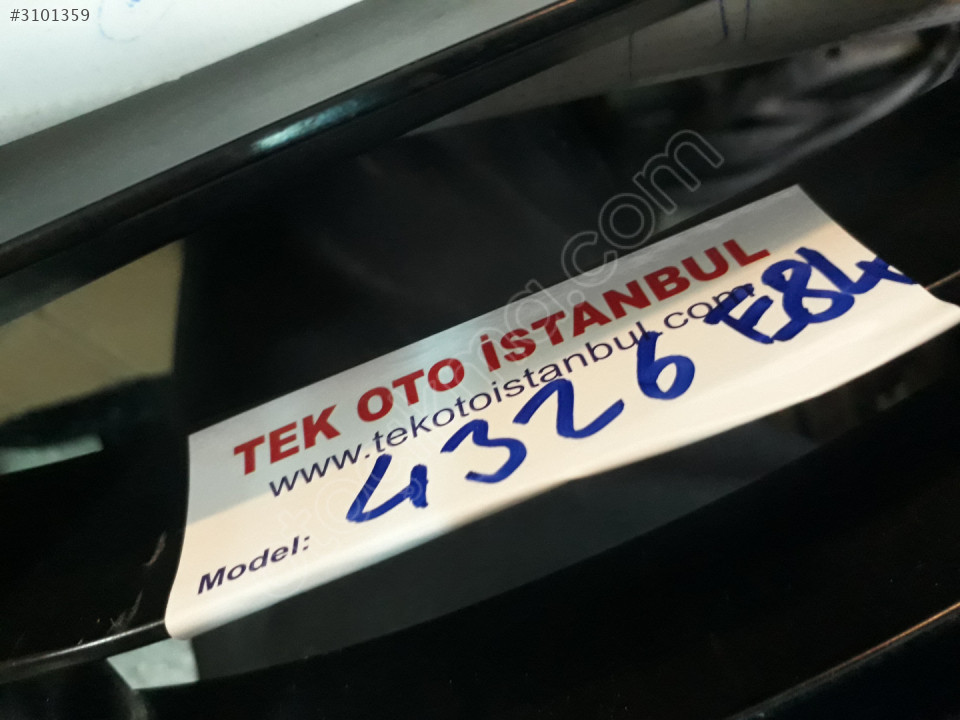 #3101359
TEK OTO İSTANBUL
www.tekotoistanbul.com
4326 E84
Model: